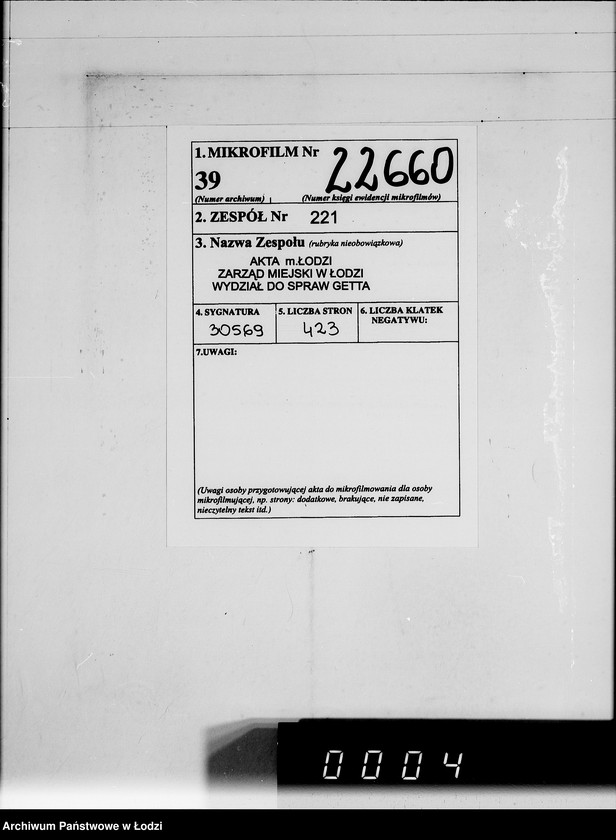 1. MIKROFILM Nr 22660
39
(Numer archiwum) (Numer księgi ewidencji mikrofilmów)
2. ZESPÓŁ Nr 221
3. Nazwa Zespołu (rubryka nieobowiązkowa)
AKTA m.ŁODZI
ZARZĄD MIEJSKI W ŁODZI
WYDZIAŁ DO SPRAW GETTA
4. SYGNATURA 5. LICZBA STRON 6. LICZBA KLATEK
NEGATYWU:
30569 423
7.UWAGI:
(Uwagi osoby przygotowującej akta do mikrofilmowania dla osoby
mikrofilmującej, np. strony: dodatkowe, brakujące, nie zapisane,
nieczytelny tekst itd.)
0004
Archiwum Państwowe w Łodzi